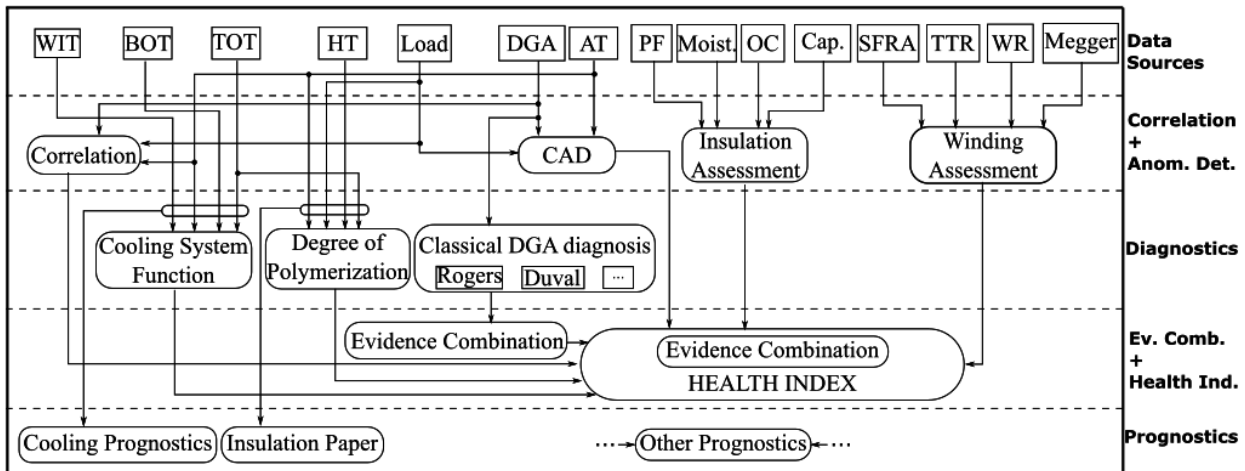 WIT BOT TOT HT Load DGA AT PF Moist. OC Cap. SFRA TTR WR Megger
Data
Sources
Correlation
CAD
Insulation
Assessment
Winding
Assessment
Correlation
+
Anom. Det.
Cooling System
Function
Degree of
Polymerization
Classical DGA diagnosis
Rogers Duval ...
Diagnostics
Evidence Combination
Evidence Combination
HEALTH INDEX
Ev. Comb.
+
Health Ind.
Cooling Prognostics
Insulation Paper
Other Prognostics
Prognostics